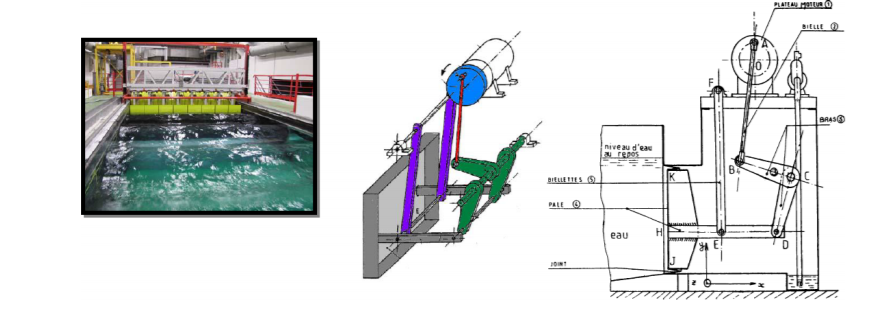 PLATEAU MOTEUR ①
BIELLE ②
A
O
F
BRAS ③
niveau d'eau
au repos
B
C
K
BIELLETTES ⑤
PALE ④
H
eau
E
D
J
JOINT
z
x